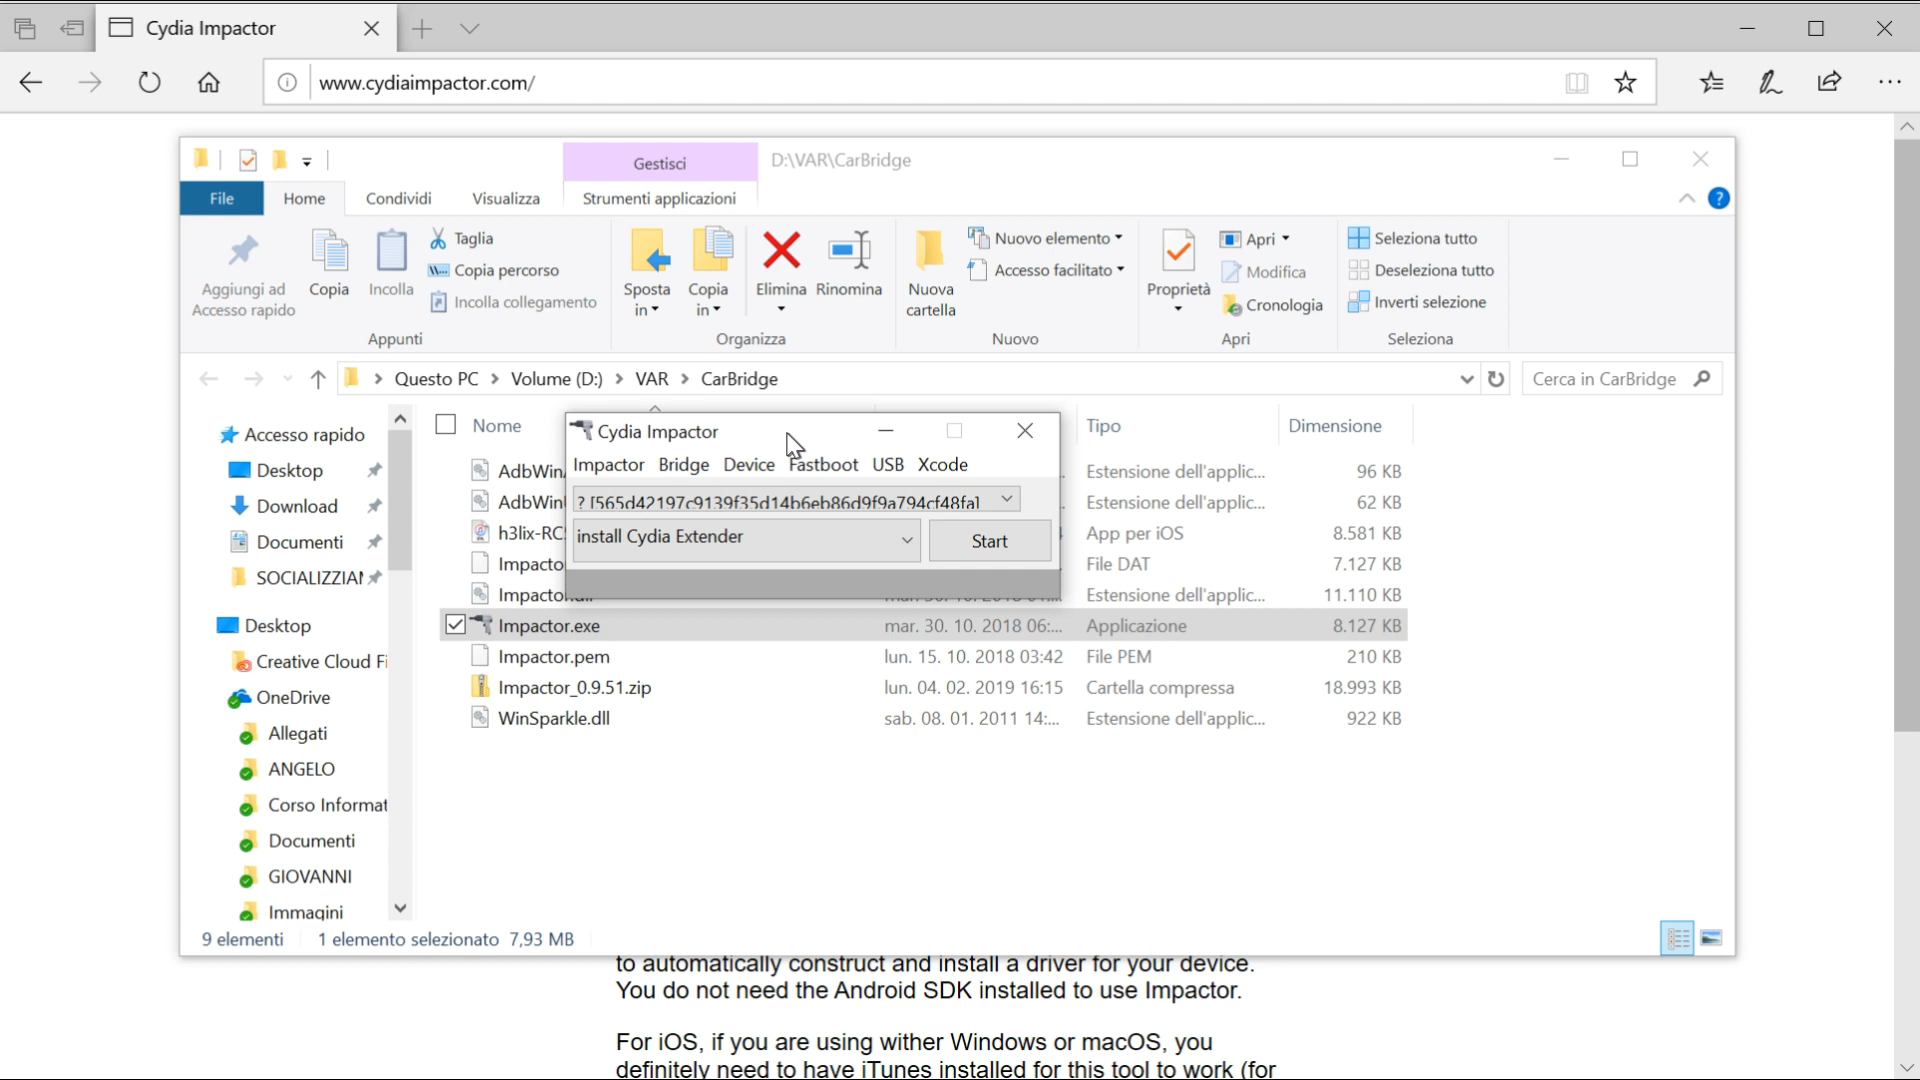 Cydia Impactor
www.cydiaimpactor.com/
Gestisci
D:\VAR\CarBridge
File Home Condividi Visualizza Strumenti applicazioni
Aggiungi ad Accesso rapido
Copia
Incolla
Taglia
Copia percorso
Incolla collegamento
Appunti
Sposta in
Copia in
Elimina
Rinomina
Organizza
Nuova cartella
Nuovo elemento
Accesso facilitato
Nuovo
Proprietà
Apri
Modifica
Cronologia
Apri
Seleziona tutto
Deseleziona tutto
Inverti selezione
Seleziona
Questo PC > Volume (D:) > VAR > CarBridge
Cerca in CarBridge
Accesso rapido
Desktop
Download
Documenti
SOCIALIZZIAN
Desktop
Creative Cloud Fi
OneDrive
Allegati
ANGELO
Corso Informat
Documenti
GIOVANNI
Immagini
Nome Tipo Dimensione
AdbWin Estensione dell'applic... 96 KB
AdbWin Estensione dell'applic... 62 KB
h3lix-RC App per iOS 8.581 KB
Impacto File DAT 7.127 KB
Impactor.dll Estensione dell'applic... 11.110 KB
Impactor.exe mar. 30. 10. 2018 06:... Applicazione 8.127 KB
Impactor.pem lun. 15. 10. 2018 03:42 File PEM 210 KB
Impactor_0.9.51.zip lun. 04. 02. 2019 16:15 Cartella compressa 18.993 KB
WinSparkle.dll sab. 08. 01. 2011 14:... Estensione dell'applic... 922 KB
Cydia Impactor
Impactor Bridge Device Fastboot USB Xcode
? [565d42197c9139f35d14b6eb86d9f9a794cf48fa]
install Cydia Extender
Start
9 elementi 1 elemento selezionato 7,93 MB
to automatically construct and install a driver for your device.
You do not need the Android SDK installed to use Impactor.
For iOS, if you are using wither Windows or macOS, you
definitely need to have iTunes installed for this tool to work (for